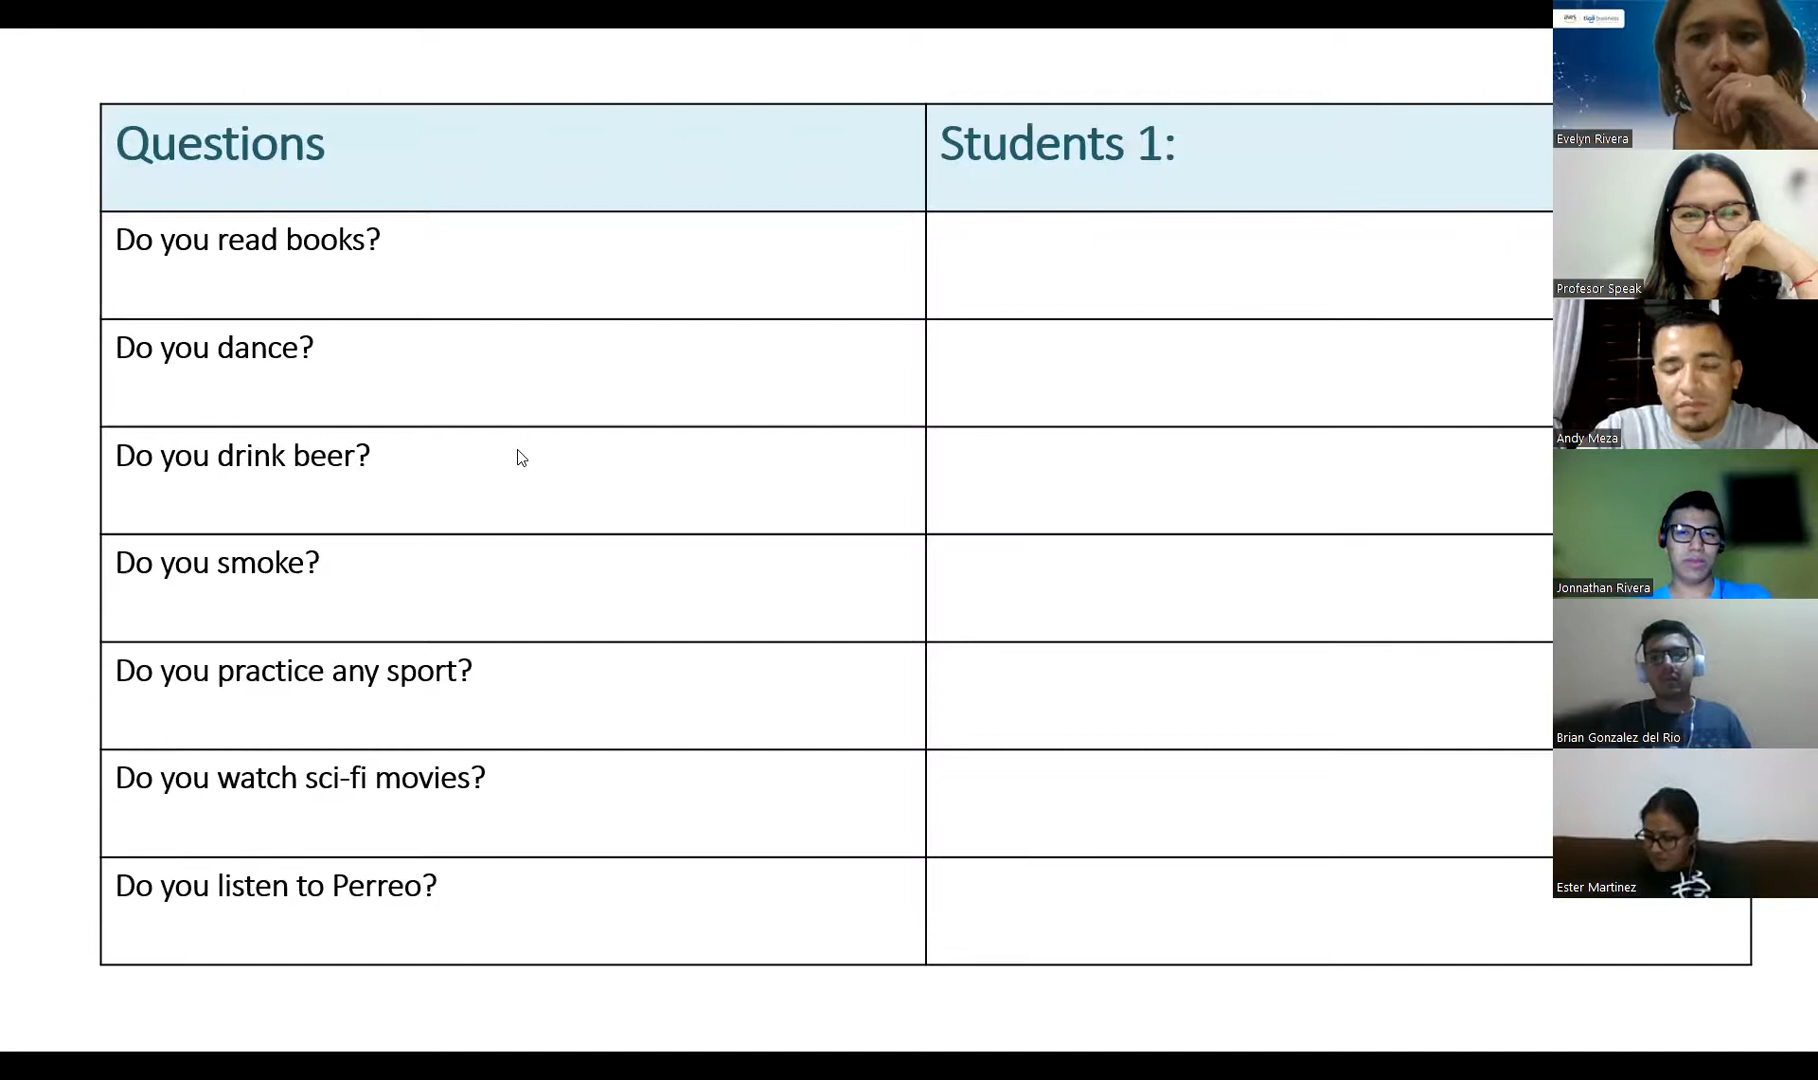 Questions
Students 1:
Do you read books?
Do you dance?
Do you drink beer?
Do you smoke?
Do you practice any sport?
Do you watch sci-fi movies?
Do you listen to Perreo?
aws
tigo
Evelyn Rivera
Profesor Speak
Andy Meza
Jonnathan Rivera
Brian Gonzalez del Rio
Ester Martinez